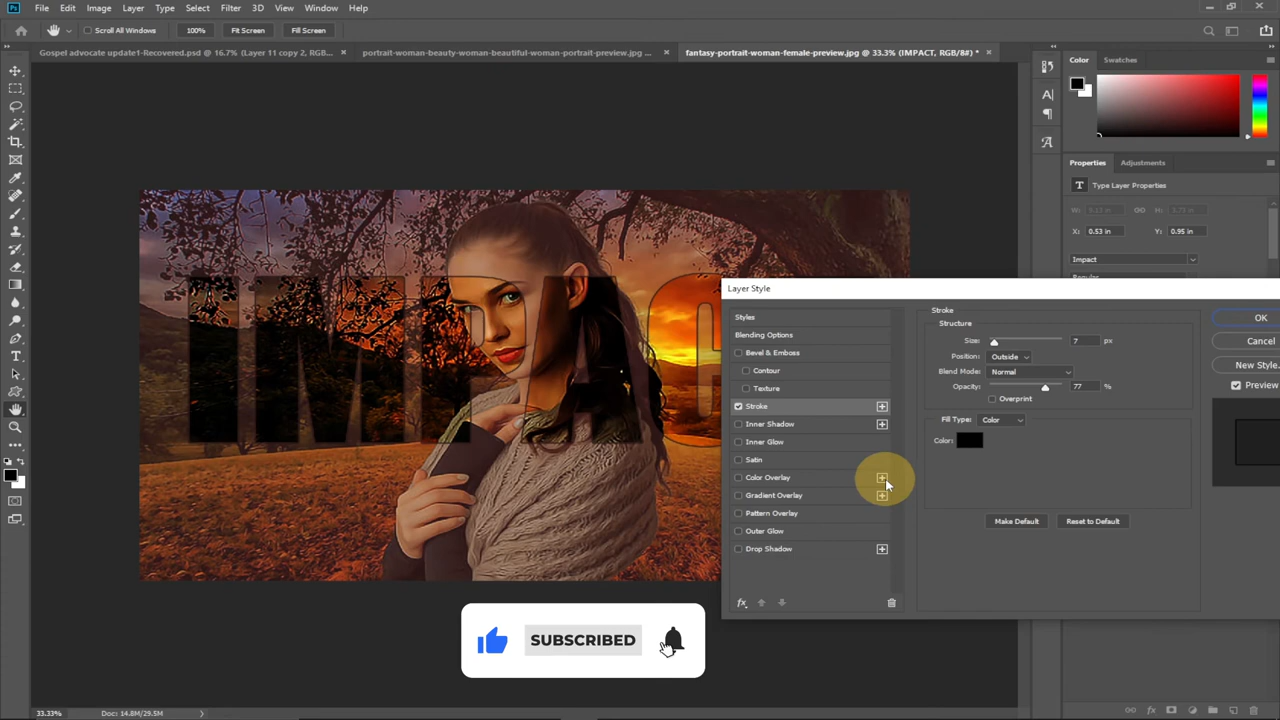 Ps File Edit Image Layer Type Select Filter 3D View Window Help
Scroll All Windows 100% Fit Screen Fill Screen
Gospel advocate update1-Recovered.psd @ 16.7% (Layer 11 copy 2, RGB...
portrait-woman-beauty-woman-beautiful-woman-portrait-preview.jpg ...
fantasy-portrait-woman-female-preview.jpg @ 33.3% (IMPACT, RGB/8#) *
Color Swatches
Properties Adjustments
T Type Layer Properties
W: H:
X: 0.53 in Y: 0.95 in
Impact
IMPAC
Layer Style
Styles
Blending Options
Bevel & Emboss
Contour
Texture
Stroke
Inner Shadow
Inner Glow
Satin
Color Overlay
Gradient Overlay
Pattern Overlay
Outer Glow
Drop Shadow
fx
Stroke
Structure
Size: 7 px
Position: Outside
Blend Mode: Normal
Opacity: 77 %
Overprint
Fill Type: Color
Color:
Make Default Reset to Default
OK
Cancel
New Style...
Preview
SUBSCRIBED
33.33% Doc: 14.8M/29.5M